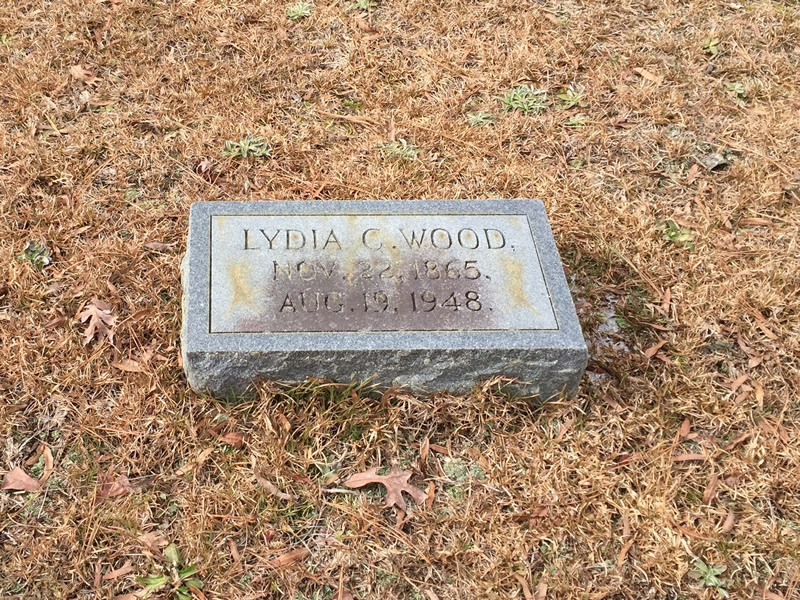 LYDIA C. WOOD,
NOV. 22, 1865.
AUG. 19, 1948.